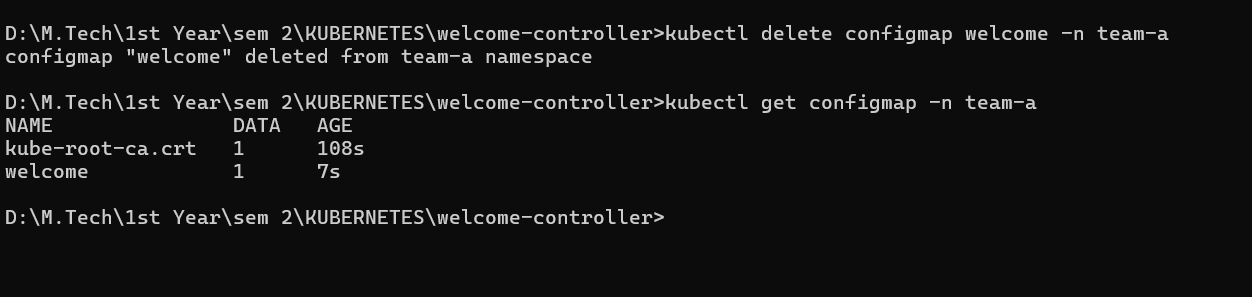 D:\M.Tech\1st Year\sem 2\KUBERNETES\welcome-controller>kubectl delete configmap welcome -n team-a
configmap "welcome" deleted from team-a namespace
D:\M.Tech\1st Year\sem 2\KUBERNETES\welcome-controller>kubectl get configmap -n team-a
NAME               DATA   AGE
kube-root-ca.crt   1      108s
welcome            1      7s
D:\M.Tech\1st Year\sem 2\KUBERNETES\welcome-controller>